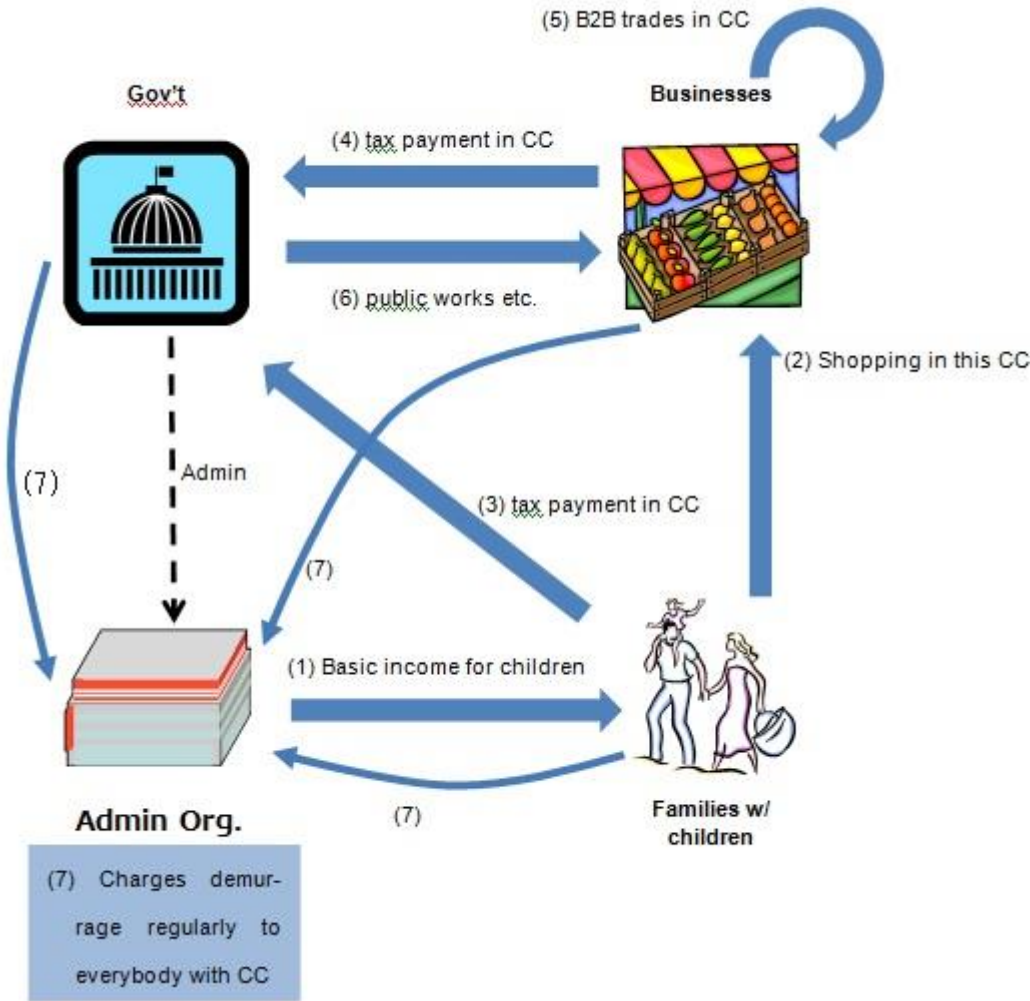 (5) B2B trades in CC
Gov't
Businesses
(4) tax payment in CC
(6) public works etc.
(2) Shopping in this CC
Admin
(7)
(3) tax payment in CC
(7)
(1) Basic income for children
(7)
Admin Org.
Families w/
children
(7) Charges demur-
rage regularly to
everybody with CC